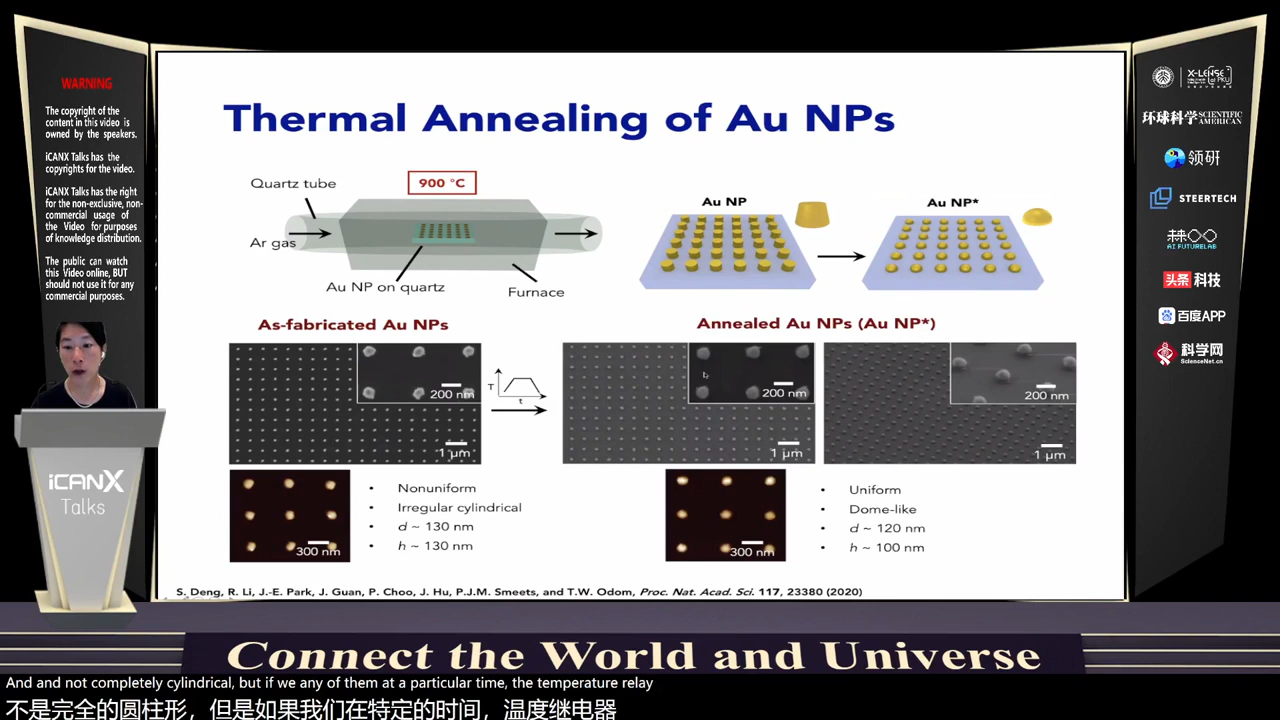 WARNING
The copyright of the
content in this video is
owned by the speakers.
iCANX Talks has the
copyrights for the video.
iCANX Talks has the right
for the non-exclusive, non-
commercial usage of
the Video for purposes
of knowledge distribution.
The public can watch
this Video online, BUT
should not use it for any
commercial purposes.
iCANX
Talks
Thermal Annealing of Au NPs
Quartz tube
900 °C
Ar gas
Au NP on quartz
Furnace
Au NP
Au NP*
As-fabricated Au NPs
Annealed Au NPs (Au NP*)
200 nm
1 µm
T
t
200 nm
1 µm
200 nm
1 µm
300 nm
• Nonuniform
• Irregular cylindrical
• d ~ 130 nm
• h ~ 130 nm
300 nm
• Uniform
• Dome-like
• d ~ 120 nm
• h ~ 100 nm
S. Deng, R. Li, J.-E. Park, J. Guan, P. Choo, J. Hu, P.J.M. Smeets, and T.W. Odom, Proc. Nat. Acad. Sci. 117, 23380 (2020)
X-LENSE
环球科学 SCIENTIFIC AMERICAN
领研
STEERTECH
AI FUTURELAB
头条 科技
百度APP
科学网
ScienceNet.cn
Connect the World and Universe
And and not completely cylindrical, but if we any of them at a particular time, the temperature relay
不是完全的圆柱形，但是如果我们在特定的时间，温度继电器